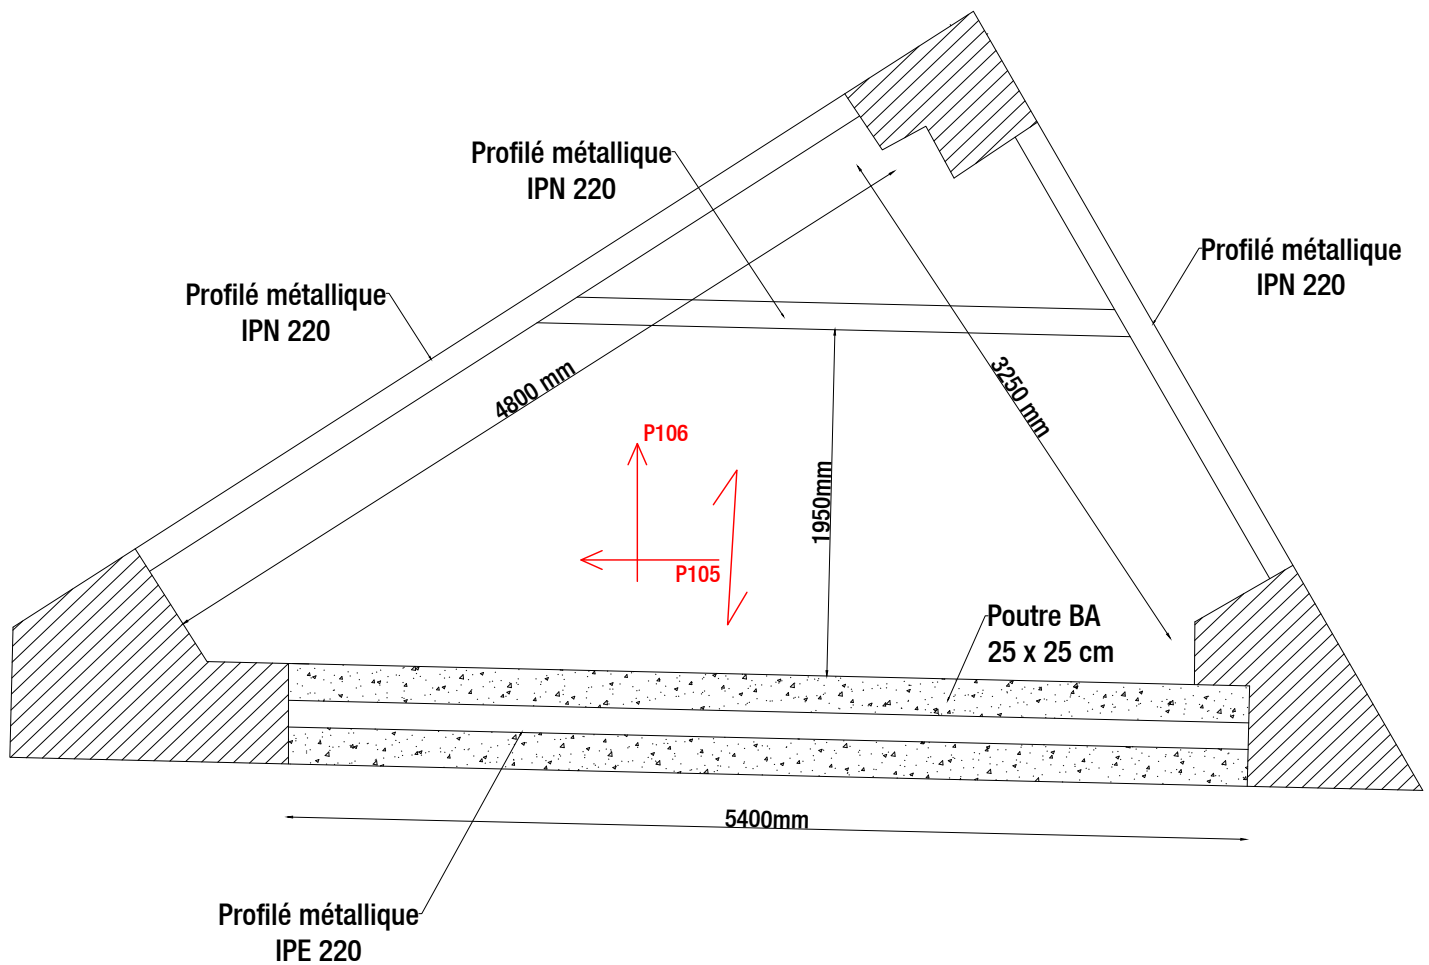 Profilé métallique
IPN 220
Profilé métallique
IPN 220
Profilé métallique
IPN 220
4800 mm
3250 mm
P106
1950mm
P105
Poutre BA
25 x 25 cm
5400mm
Profilé métallique
IPE 220